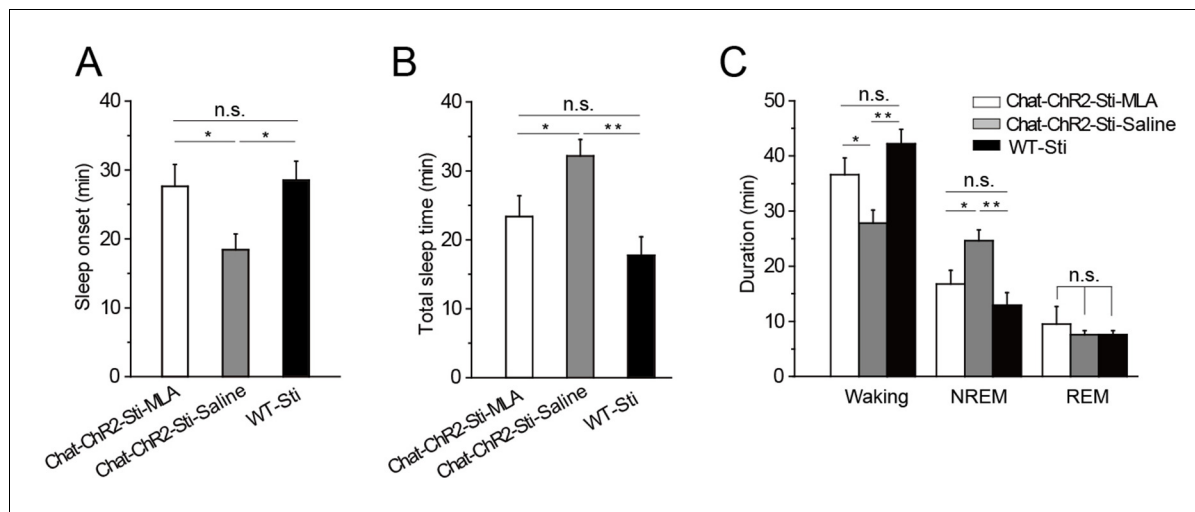 A
Sleep onset (min)
40
30
20
10
0
n.s.
*
*
Chat-ChR2-Sti-MLA
Chat-ChR2-Sti-Saline
WT-Sti
B
Total sleep time (min)
40
30
20
10
0
n.s.
*
**
Chat-ChR2-Sti-MLA
Chat-ChR2-Sti-Saline
WT-Sti
C
Duration (min)
50
40
30
20
10
0
n.s.
*
**
n.s.
*
**
n.s.
Chat-ChR2-Sti-MLA
Chat-ChR2-Sti-Saline
WT-Sti
Waking
NREM
REM